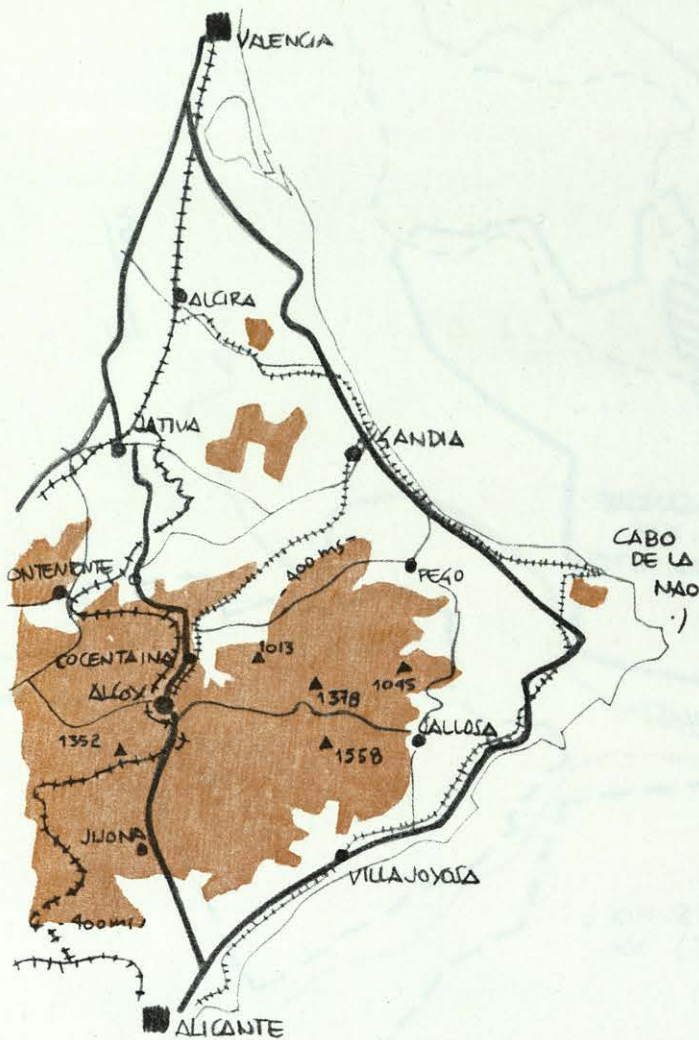 VALENCIA
ALCIRA
JATIVA
GANDIA
CABO
DE LA
NAO
ONTENIENTE
400 ms
PEGO
COCENTAINA
1013
1045
1378
ALCOY
1352
CALLOSA
1558
JIJONA
VILLAJOYOSA
400 ms
ALICANTE